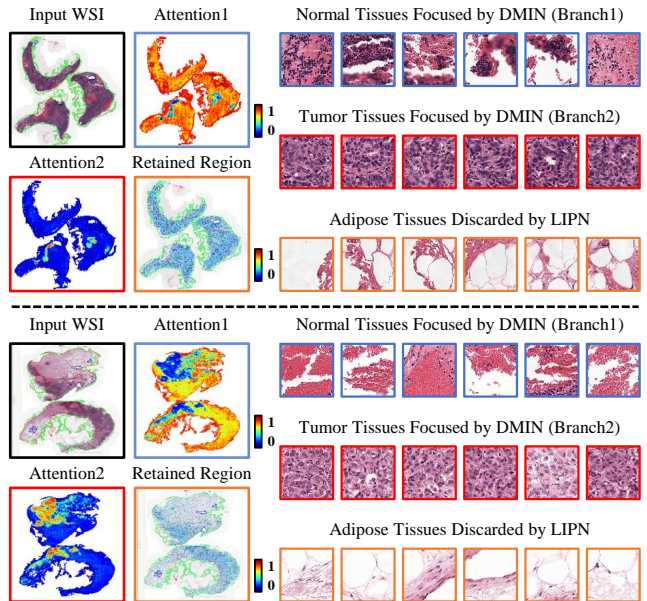 Input WSI
Attention1
Normal Tissues Focused by DMIN (Branch1)
1
0
Tumor Tissues Focused by DMIN (Branch2)
Attention2
Retained Region
Adipose Tissues Discarded by LIPN
1
0
Input WSI
Attention1
Normal Tissues Focused by DMIN (Branch1)
1
0
Tumor Tissues Focused by DMIN (Branch2)
Attention2
Retained Region
Adipose Tissues Discarded by LIPN
1
0